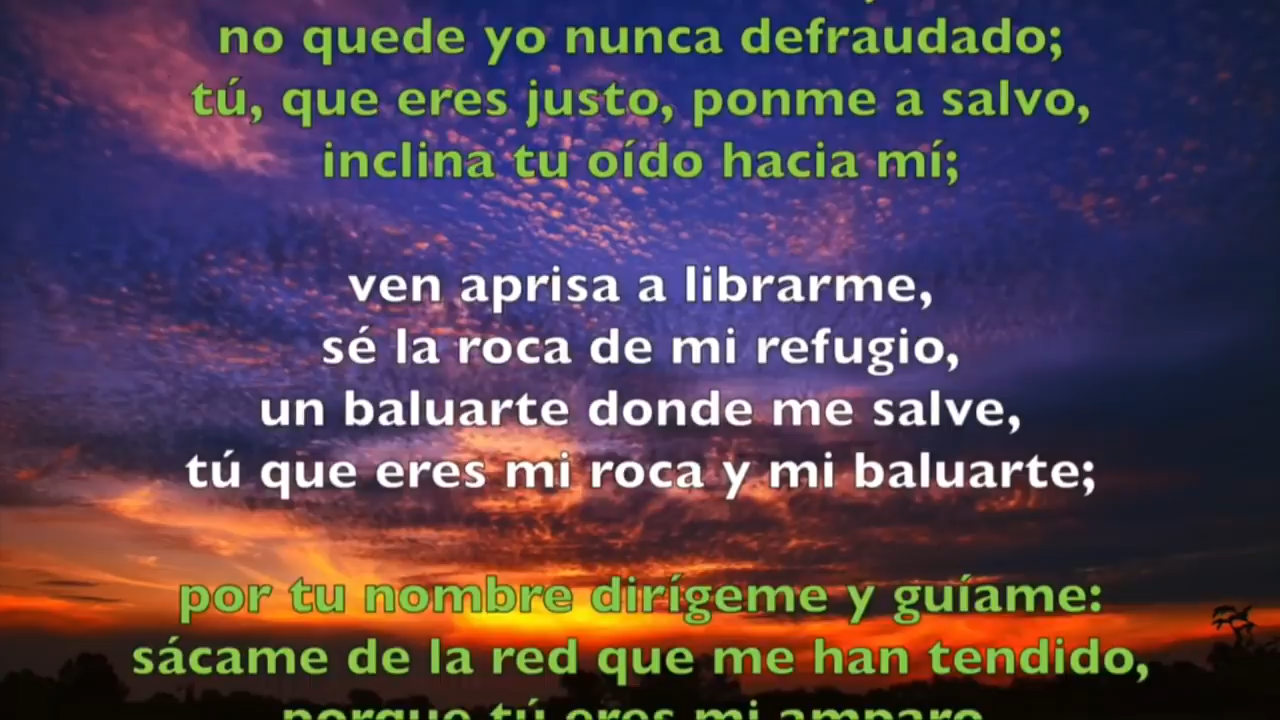 no quede yo nunca defraudado;
tú, que eres justo, ponme a salvo,
inclina tu oído hacia mí;
ven aprisa a librarme,
sé la roca de mi refugio,
un baluarte donde me salve,
tú que eres mi roca y mi baluarte;
por tu nombre dirígeme y guíame:
sácame de la red que me han tendido,
porque tú eres mi amparo